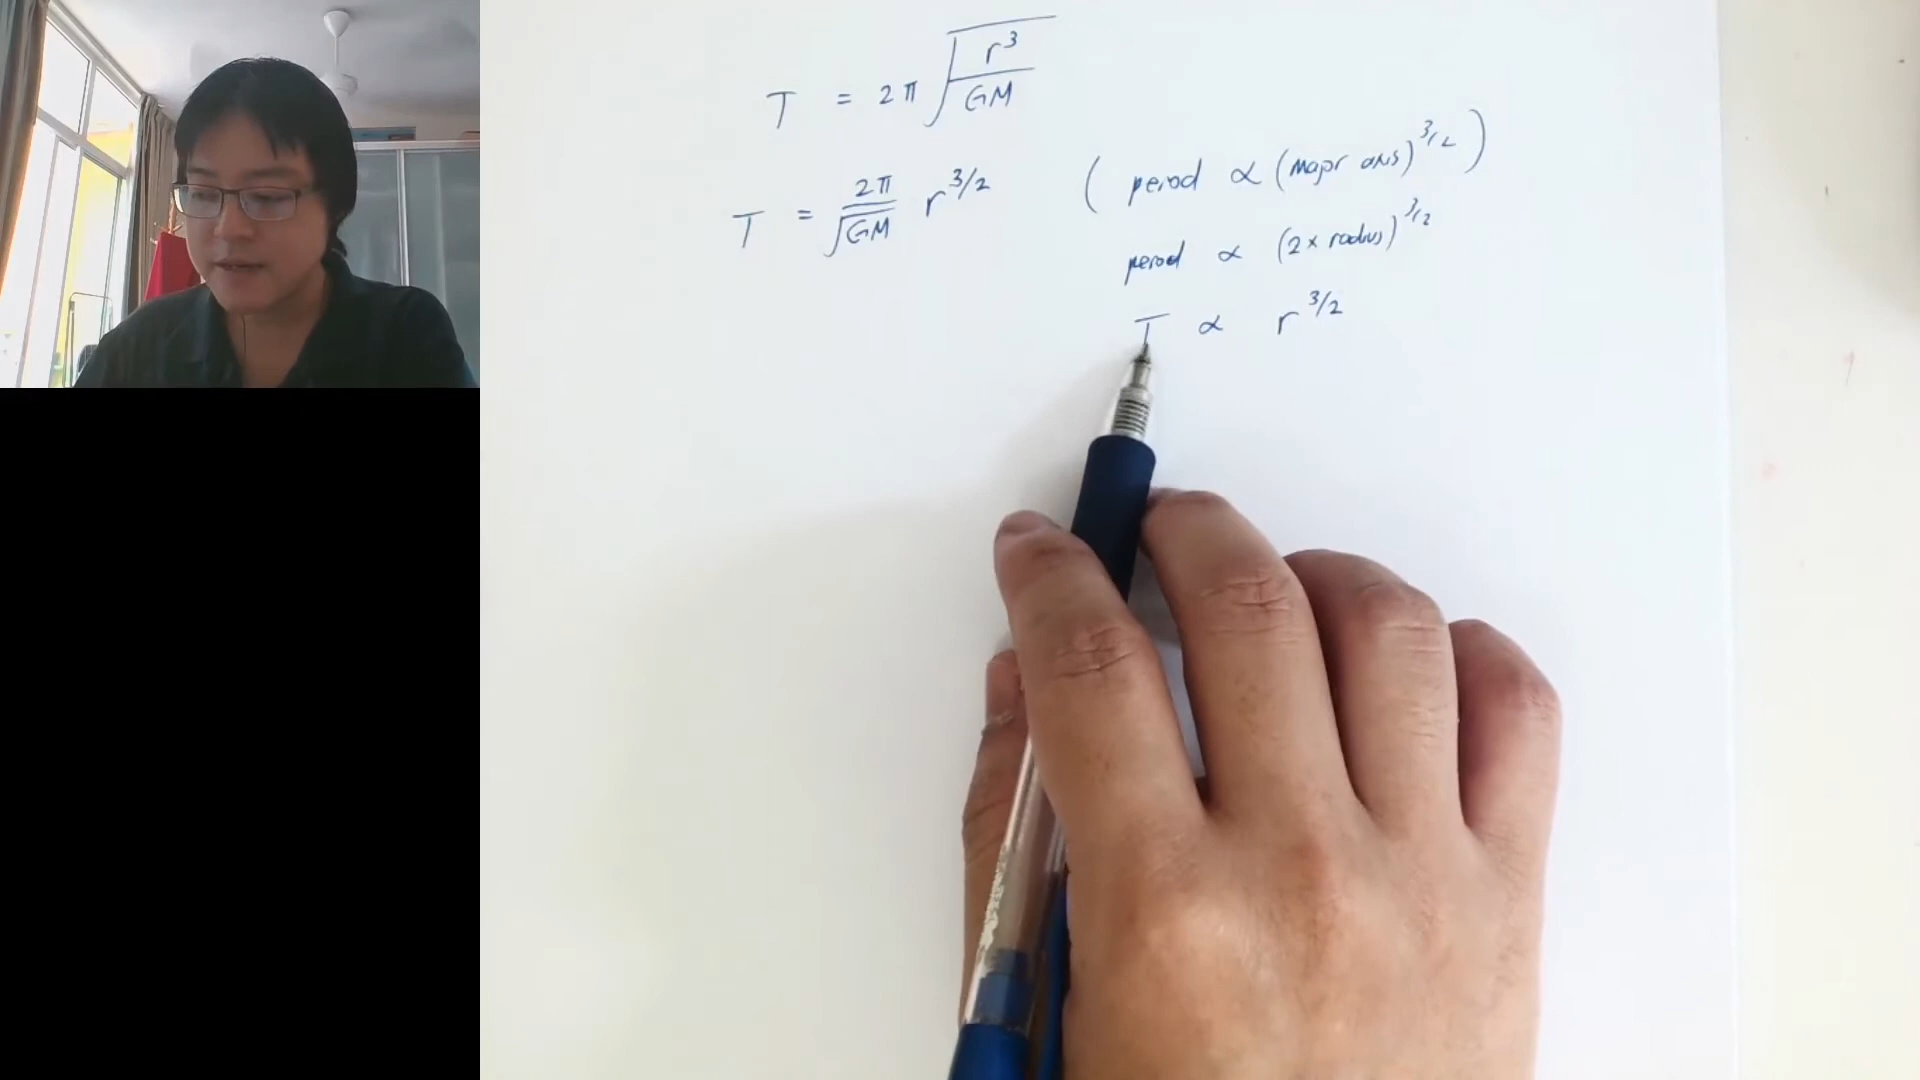 T = 2π √(r³/GM)
T = 2π/√GM r^3/2
( period ∝ (major axis)^3/2 )
period ∝ (2 × radius)^3/2
T ∝ r^3/2